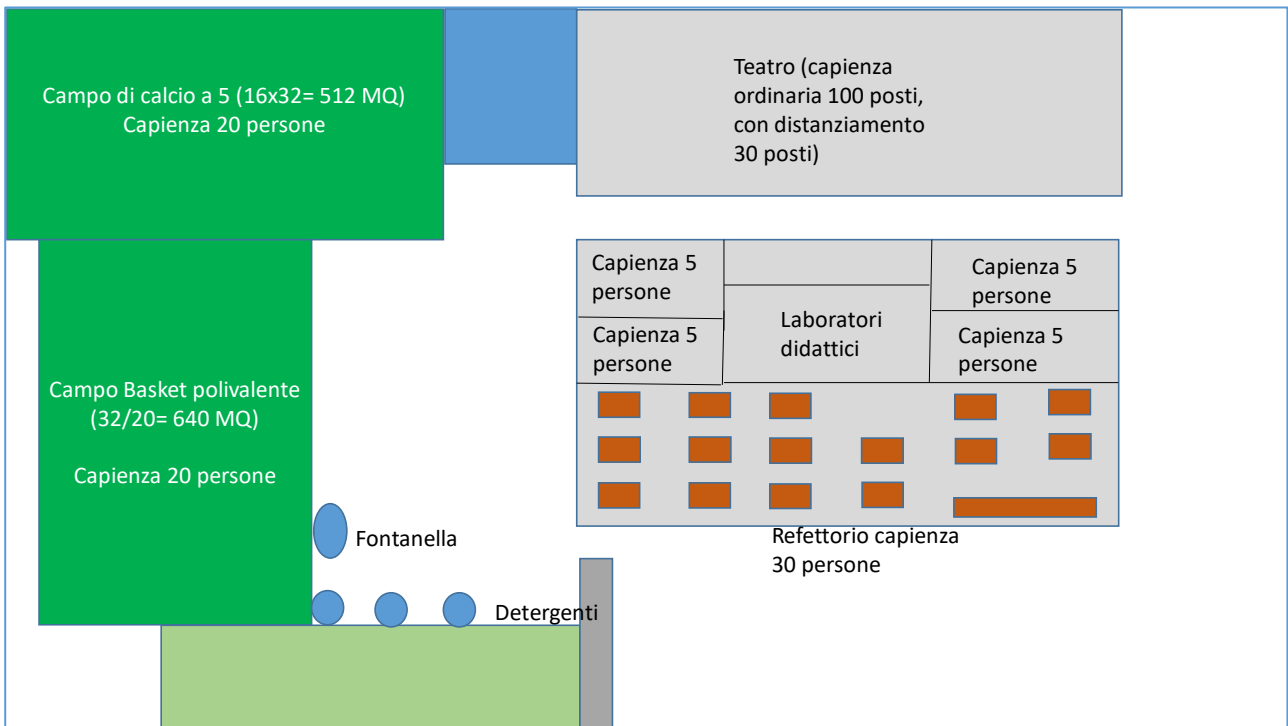 Campo di calcio a 5 (16x32= 512 MQ)
Capienza 20 persone
Teatro (capienza
ordinaria 100 posti,
con distanziamento
30 posti)
Capienza 5
persone
Capienza 5
persone
Laboratori
didattici
Capienza 5
persone
Capienza 5
persone
Campo Basket polivalente
(32/20= 640 MQ)
Capienza 20 persone
Fontanella
Refettorio capienza
30 persone
Detergenti